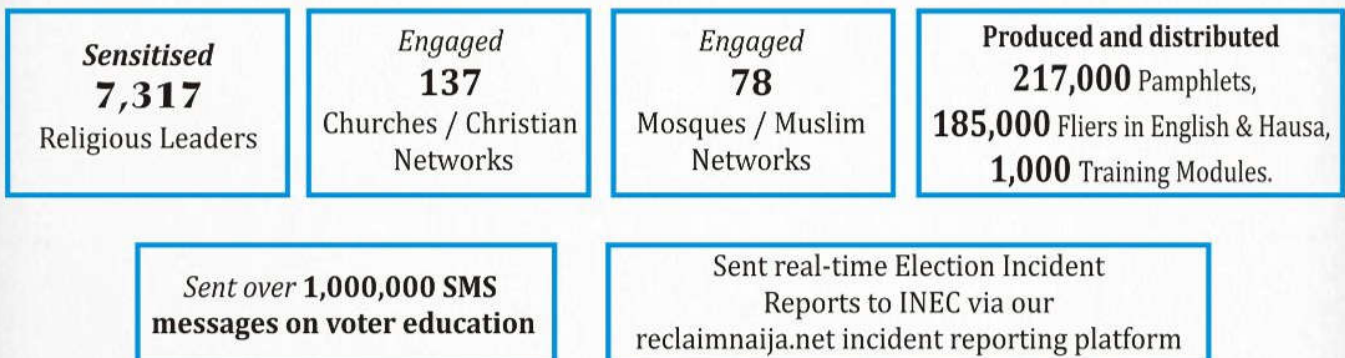 Sensitised
7,317
Religious Leaders
Engaged
137
Churches / Christian
Networks
Engaged
78
Mosques / Muslim
Networks
Produced and distributed
217,000 Pamphlets,
185,000 Fliers in English & Hausa,
1,000 Training Modules.
Sent over 1,000,000 SMS
messages on voter education
Sent real-time Election Incident
Reports to INEC via our
reclaimnaija.net incident reporting platform